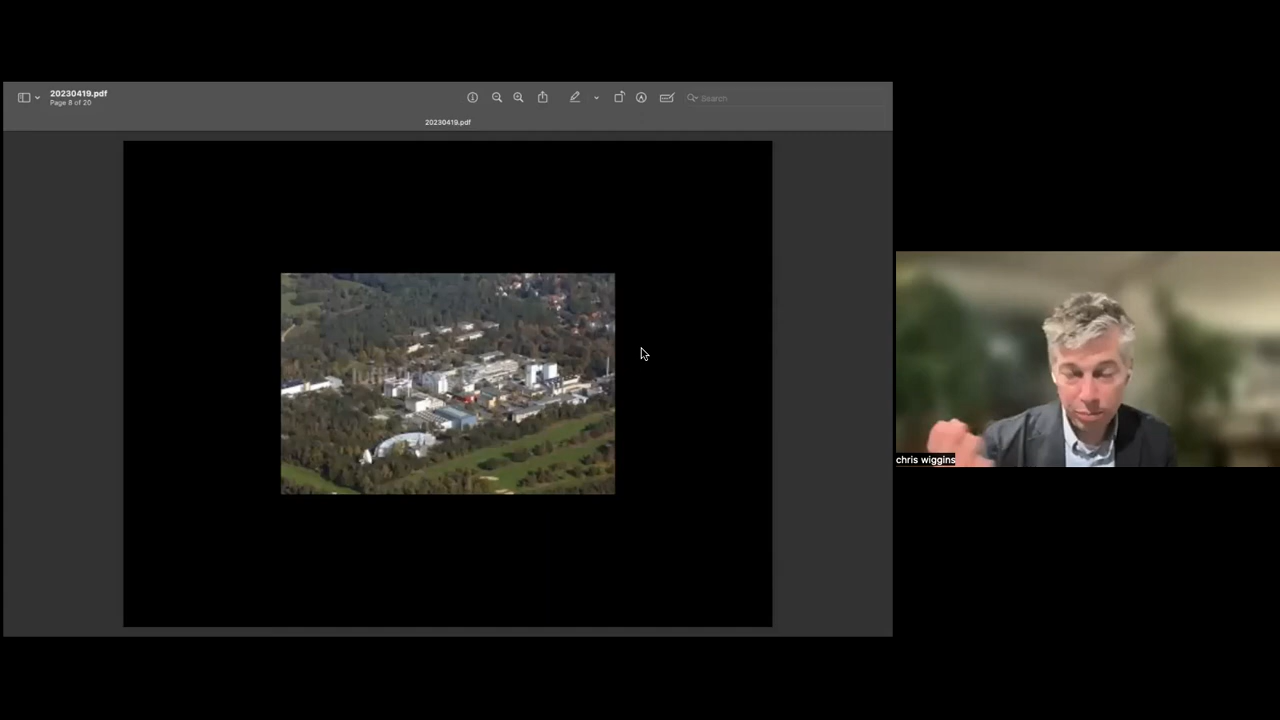 20230419.pdf
Page 8 of 20
Search
20230419.pdf
chris wiggins